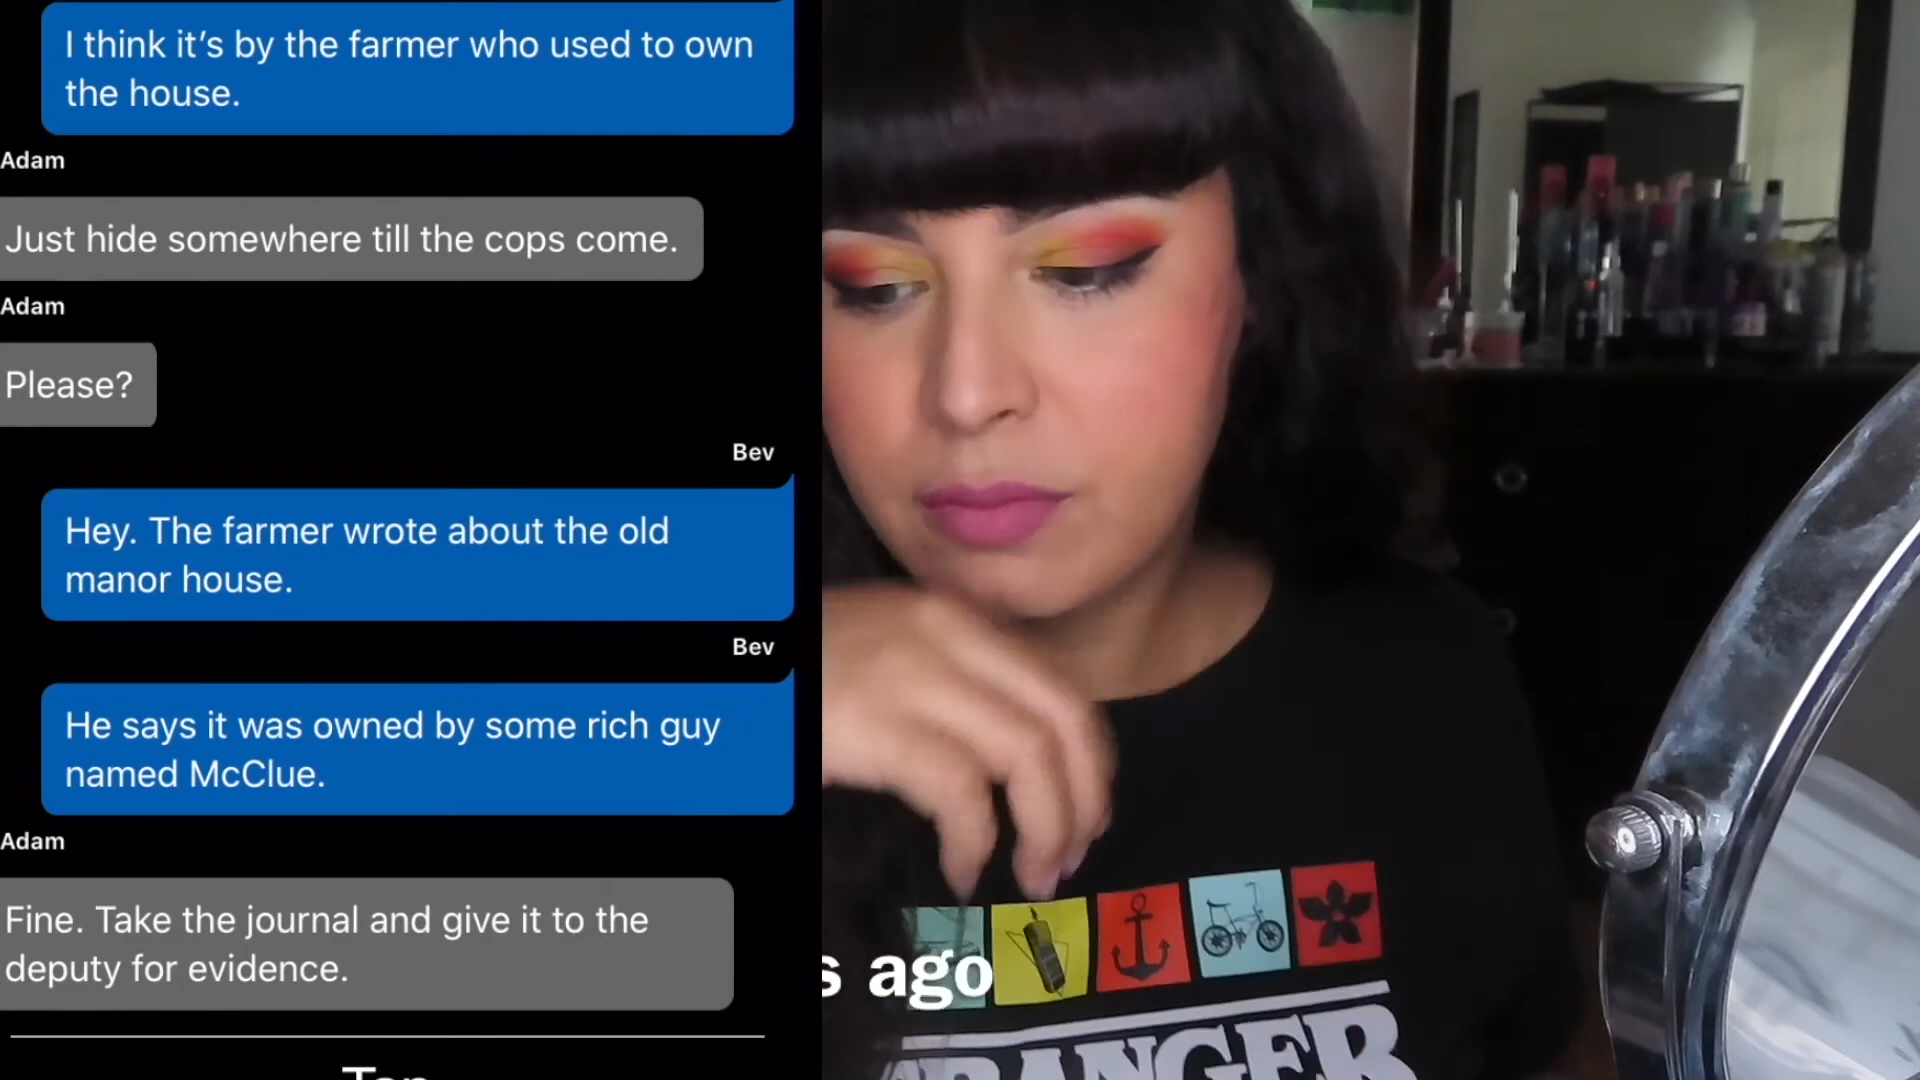 I think it’s by the farmer who used to own
the house.
Adam
Just hide somewhere till the cops come.
Adam
Please?
Bev
Hey. The farmer wrote about the old
manor house.
Bev
He says it was owned by some rich guy
named McClue.
Adam
Fine. Take the journal and give it to the
deputy for evidence.
s ago